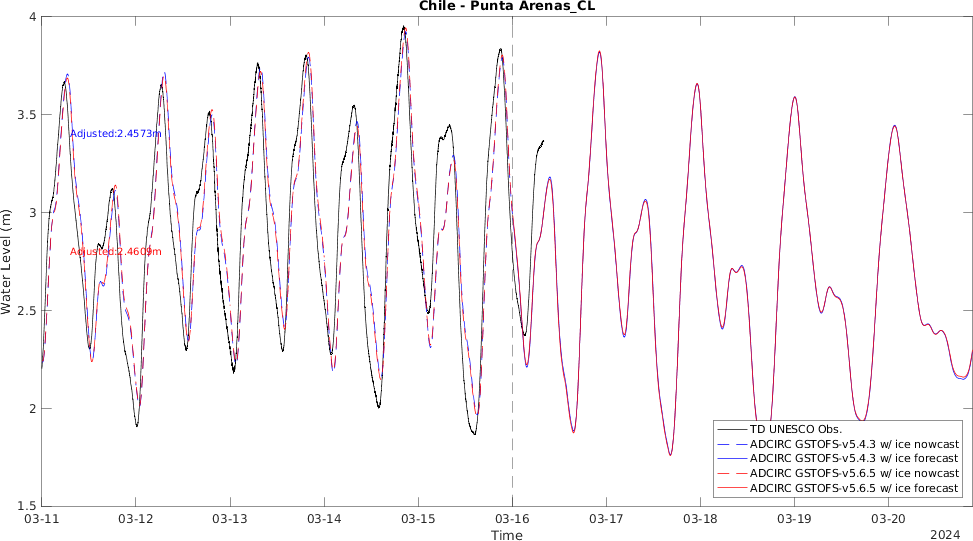 Chile - Punta Arenas_CL
4
3.5
3
2.5
2
1.5
Water Level (m)
Adjusted:2.4573m
Adjusted:2.4609m
TD UNESCO Obs.
ADCIRC GSTOFS-v5.4.3 w/ ice nowcast
ADCIRC GSTOFS-v5.4.3 w/ ice forecast
ADCIRC GSTOFS-v5.6.5 w/ ice nowcast
ADCIRC GSTOFS-v5.6.5 w/ ice forecast
03-11 03-12 03-13 03-14 03-15 03-16 03-17 03-18 03-19 03-20
Time
2024